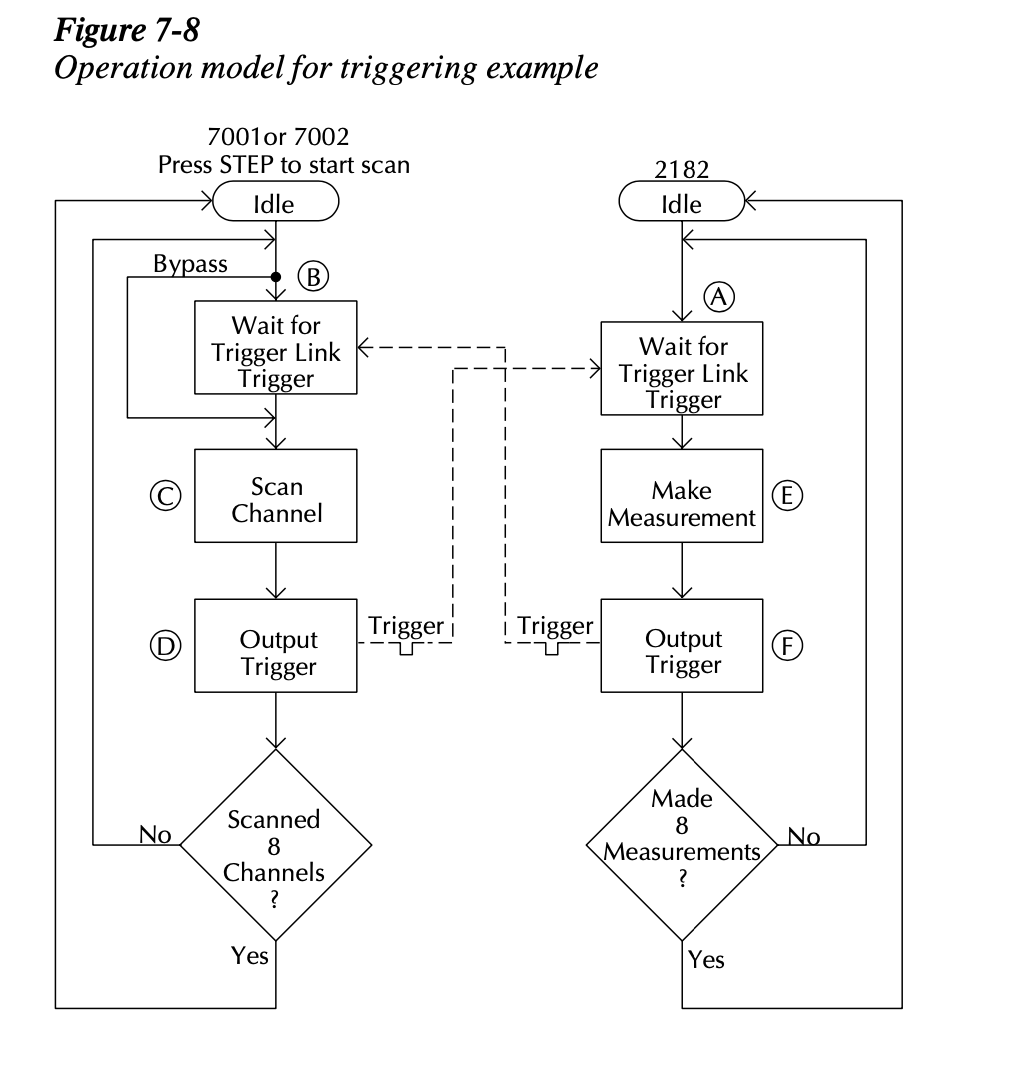 Figure 7-8
Operation model for triggering example
7001or 7002
Press STEP to start scan
Idle
Bypass
B
Wait for
Trigger Link
Trigger
C
Scan
Channel
D
Output
Trigger
Trigger
No
Scanned
8
Channels
?
Yes
2182
Idle
A
Wait for
Trigger Link
Trigger
Make
Measurement
E
Trigger
Output
Trigger
F
Made
8
Measurements
?
No
Yes